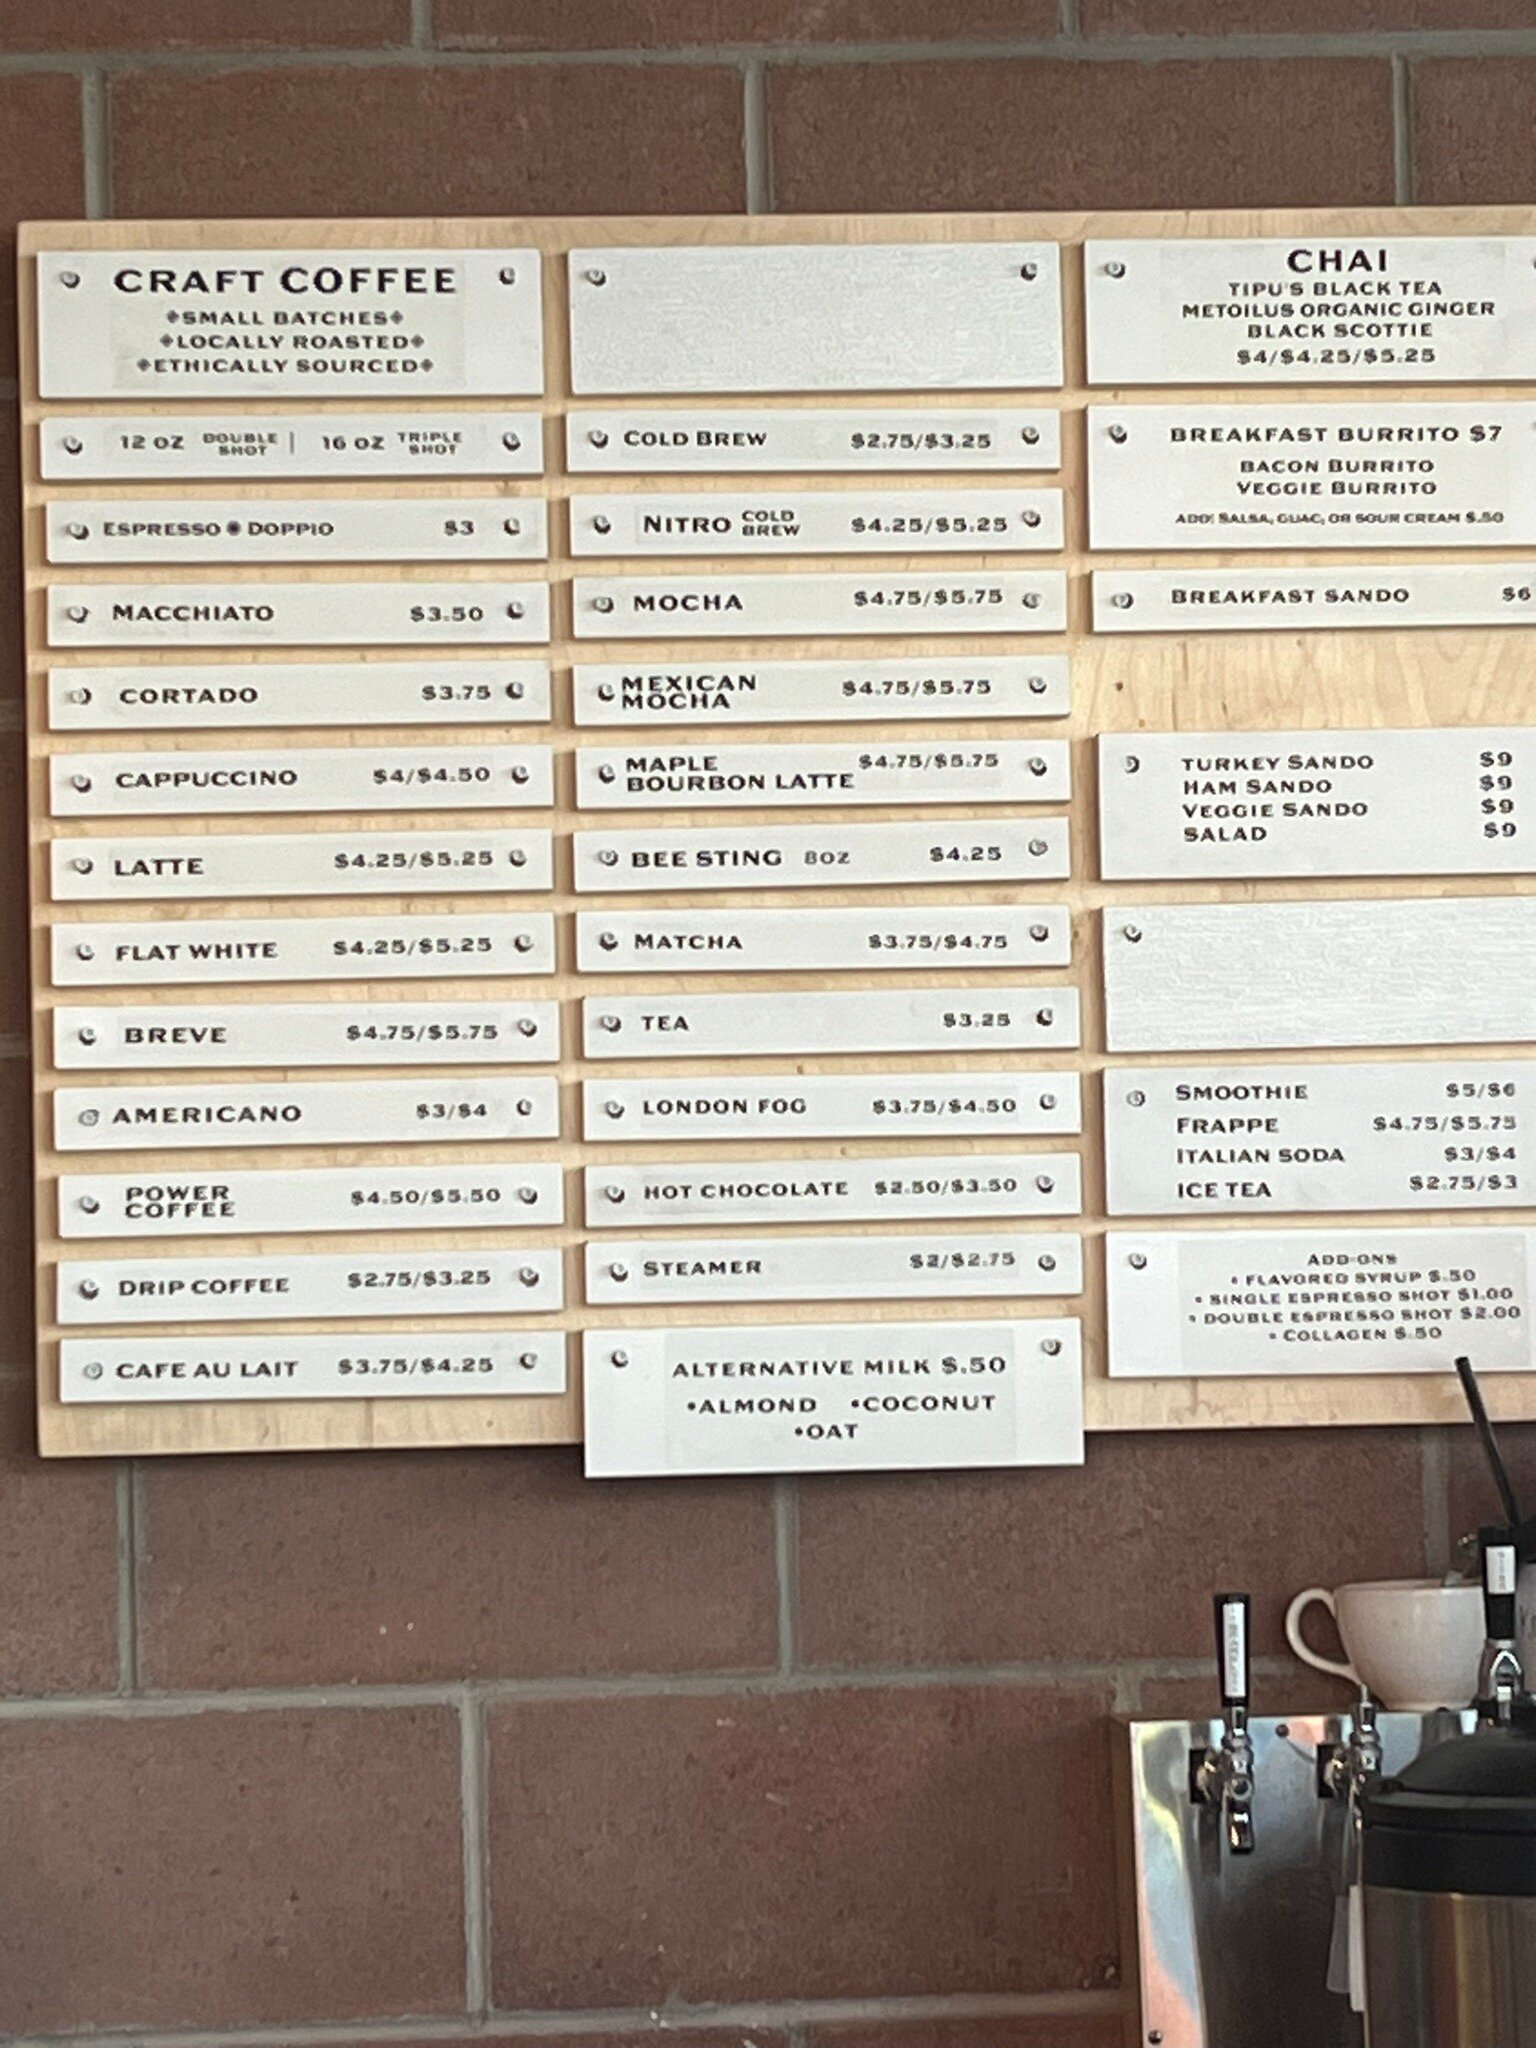 CRAFT COFFEE
◆SMALL BATCHES◆
◆LOCALLY ROASTED◆
◆ETHICALLY SOURCED◆
12 OZ DOUBLE SHOT | 16 OZ TRIPLE SHOT
ESPRESSO ● DOPPIO $3
MACCHIATO $3.50
CORTADO $3.75
CAPPUCCINO $4/$4.50
LATTE $4.25/$5.25
FLAT WHITE $4.25/$5.25
BREVE $4.75/$5.75
AMERICANO $3/$4
POWER COFFEE $4.50/$5.50
DRIP COFFEE $2.75/$3.25
CAFE AU LAIT $3.75/$4.25
COLD BREW $2.75/$3.25
NITRO COLD BREW $4.25/$5.25
MOCHA $4.75/$5.75
MEXICAN MOCHA $4.75/$5.75
MAPLE BOURBON LATTE $4.75/$5.75
BEE STING 8OZ $4.25
MATCHA $3.75/$4.75
TEA $3.25
LONDON FOG $3.75/$4.50
HOT CHOCOLATE $2.50/$3.50
STEAMER $2/$2.75
ALTERNATIVE MILK $.50
•ALMOND •COCONUT
•OAT
CHAI
TIPU'S BLACK TEA
METOILUS ORGANIC GINGER
BLACK SCOTTIE
$4/$4.25/$5.25
BREAKFAST BURRITO $7
BACON BURRITO
VEGGIE BURRITO
ADD: SALSA, GUAC, OR SOUR CREAM $.50
BREAKFAST SANDO $6
TURKEY SANDO $9
HAM SANDO $9
VEGGIE SANDO $9
SALAD $9
SMOOTHIE $5/$6
FRAPPE $4.75/$5.75
ITALIAN SODA $3/$4
ICE TEA $2.75/$3
ADD-ONS
• FLAVORED SYRUP $.50
• SINGLE ESPRESSO SHOT $1.00
• DOUBLE ESPRESSO SHOT $2.00
• COLLAGEN $.50